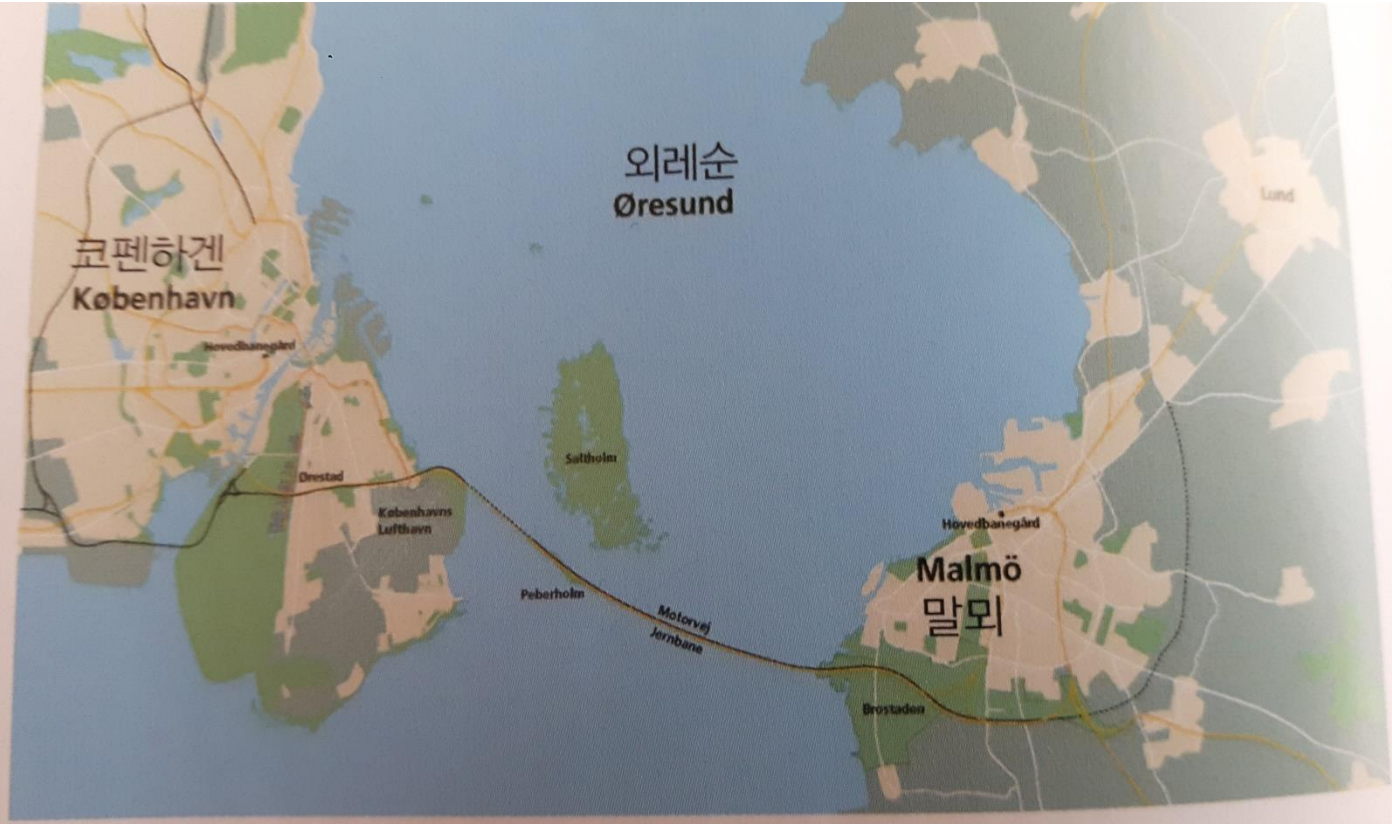 외레순
Øresund
Lund
코펜하겐
København
Hovedbanegård
Saltholm
Ørestad
Københavns
Lufthavn
Hovedbanegård
Malmö
말뫼
Peberholm
Motorvej
Jernbane
Brostaden